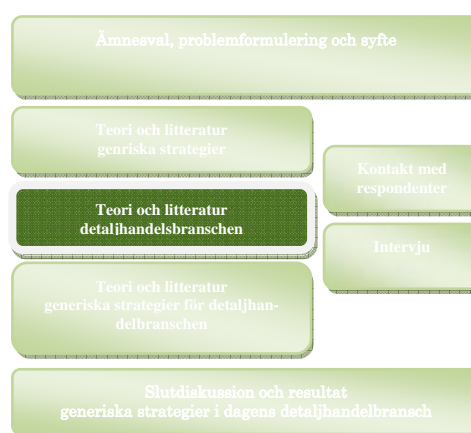 Ämnesval, problemformulering och syfte
Teori och litteratur
genriska strategier
Kontakt med
respondenter
Teori och litteratur
detaljhandelsbranschen
Intervju
Teori och litteratur
generiska strategier för detaljhan-
delbranschen
Slutdiskussion och resultat
generiska strategier i dagens detaljhandelbransch